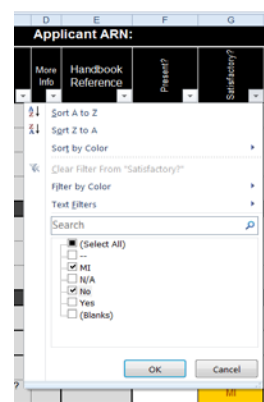 D E F G
Applicant ARN:
More Info
Handbook Reference
Present?
Satisfactory?
Sort A to Z
Sort Z to A
Sort by Color
Clear Filter From "Satisfactory?"
Filter by Color
Text Filters
Search
(Select All)
--
MI
N/A
No
Yes
(Blanks)
OK Cancel
? MI